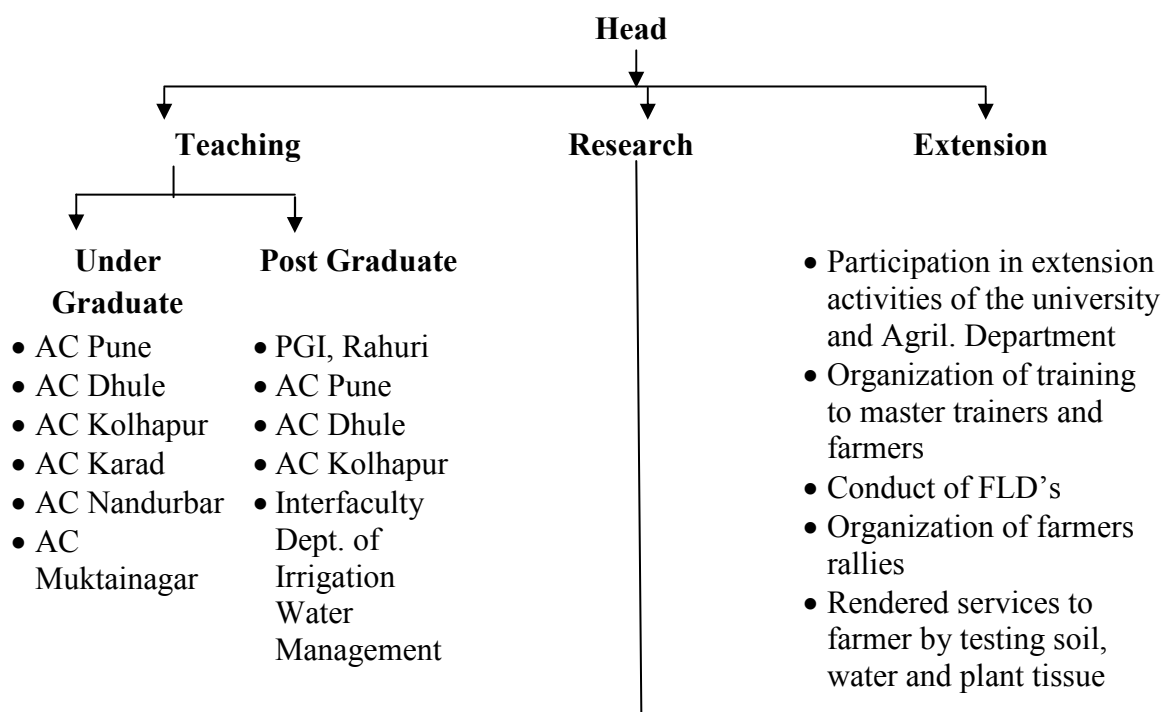 Head
Teaching
Research
Extension
Under
Graduate
• AC Pune
• AC Dhule
• AC Kolhapur
• AC Karad
• AC Nandurbar
• AC
Muktainagar
Post Graduate
• PGI, Rahuri
• AC Pune
• AC Dhule
• AC Kolhapur
• Interfaculty
Dept. of
Irrigation
Water
Management
• Participation in extension
activities of the university
and Agril. Department
• Organization of training
to master trainers and
farmers
• Conduct of FLD’s
• Organization of farmers
rallies
• Rendered services to
farmer by testing soil,
water and plant tissue